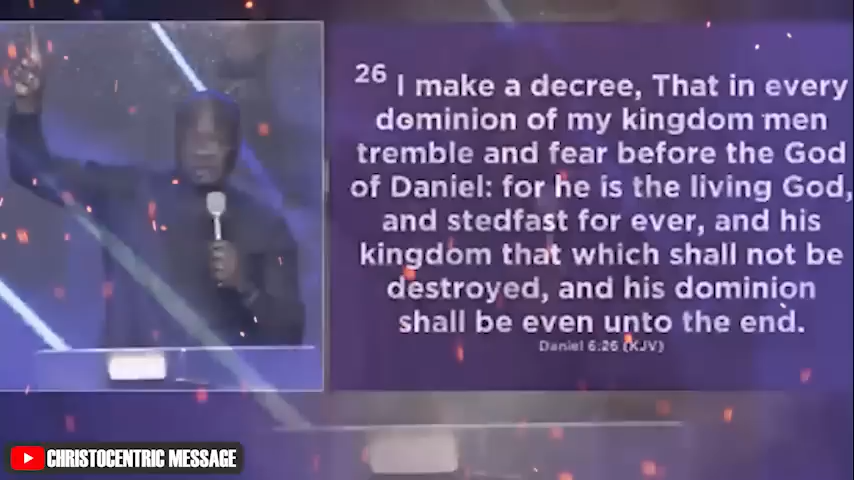 26 I make a decree, That in every
dominion of my kingdom men
tremble and fear before the God
of Daniel: for he is the living God,
and stedfast for ever, and his
kingdom that which shall not be
destroyed, and his dominion
shall be even unto the end.
Daniel 6:26 (KJV)
CHRISTOCENTRIC MESSAGE